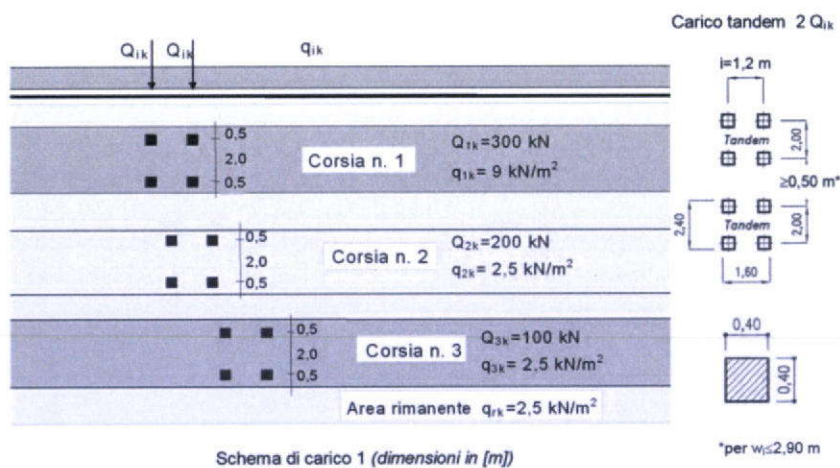 Carico tandem 2 Qik
Qik Qik qik
i=1,2 m
0,5
2,0
0,5
Corsia n. 1
Q1k=300 kN
q1k= 9 kN/m²
Tandem
2,00
≥0,50 m*
0,5
2,0
0,5
Corsia n. 2
Q2k=200 kN
q2k= 2,5 kN/m²
2,40
Tandem
2,00
1,60
0,5
2,0
0,5
Corsia n. 3
Q3k=100 kN
q3k= 2,5 kN/m²
0,40
0,40
Area rimanente qrk=2,5 kN/m²
*per wl≤2,90 m
Schema di carico 1 (dimensioni in [m])